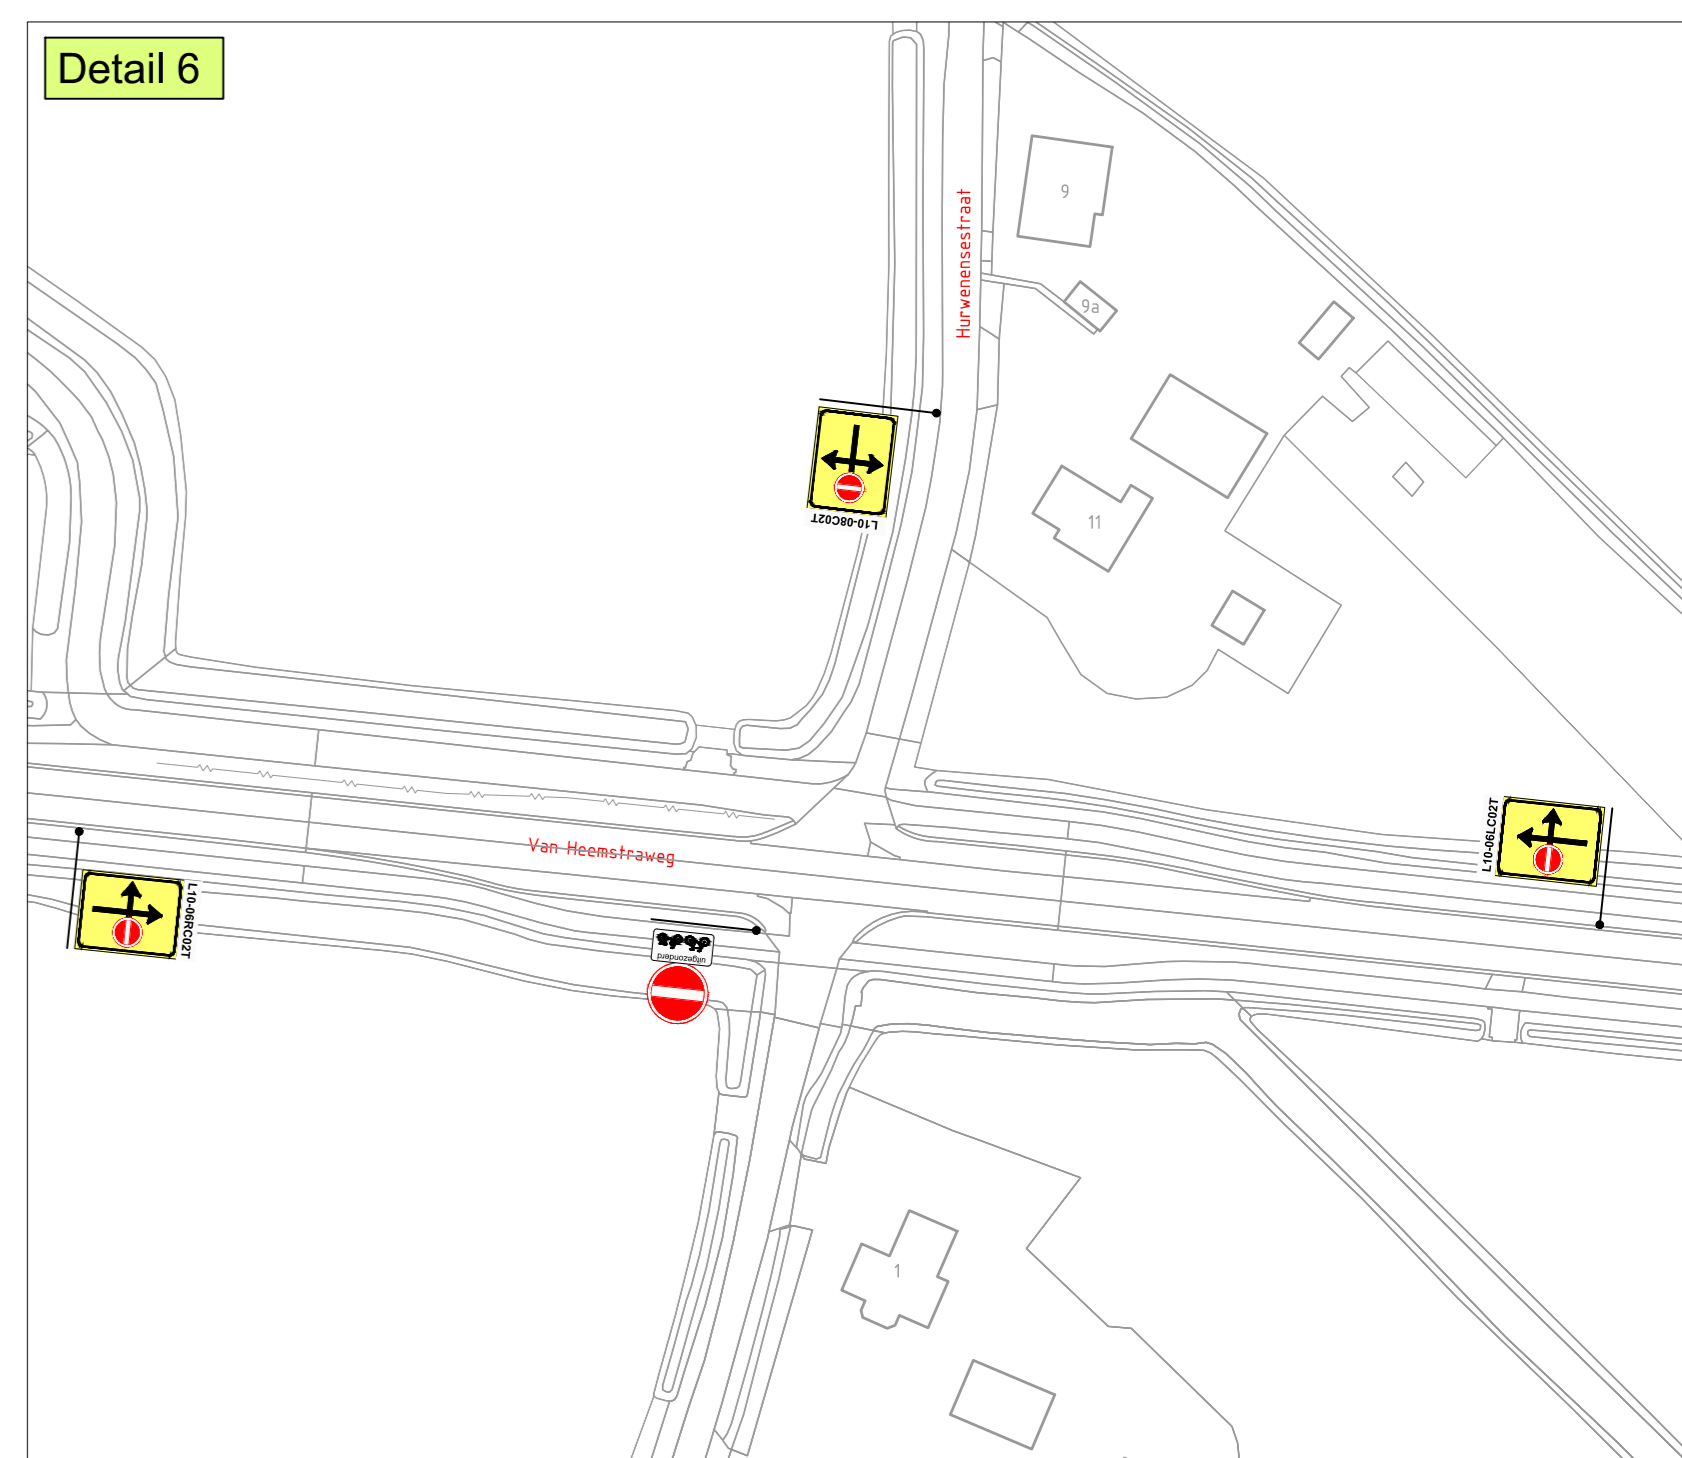 Detail 6
Hurwenensestraat
9
9a
11
L10-08C02T
L10-06LC02T
Van Heemstraweg
L10-06RC02T
uitgezonderd
1